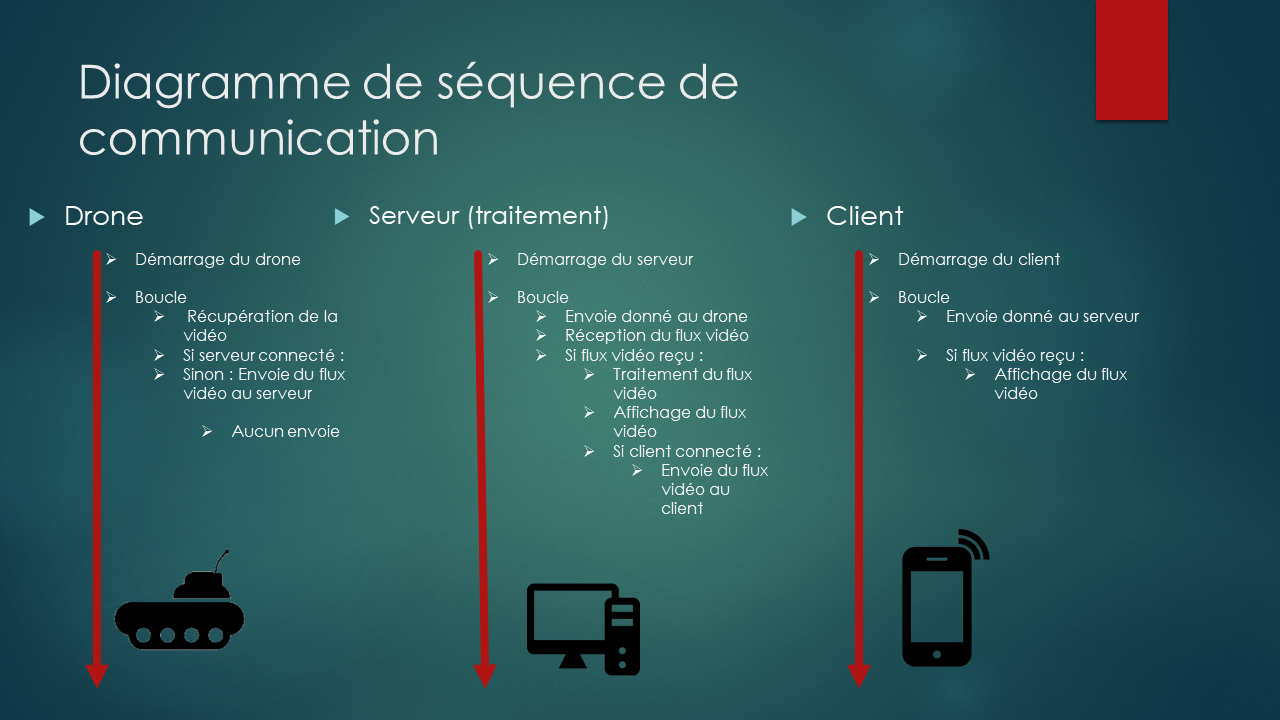 Diagramme de séquence de
communication
Drone
Démarrage du drone
Boucle
Récupération de la
vidéo
Si serveur connecté :
Sinon : Envoie du flux
vidéo au serveur
Aucun envoie
Serveur (traitement)
Démarrage du serveur
Boucle
Envoie donné au drone
Réception du flux vidéo
Si flux vidéo reçu :
Traitement du flux
vidéo
Affichage du flux
vidéo
Si client connecté :
Envoie du flux
vidéo au
client
Client
Démarrage du client
Boucle
Envoie donné au serveur
Si flux vidéo reçu :
Affichage du flux
vidéo